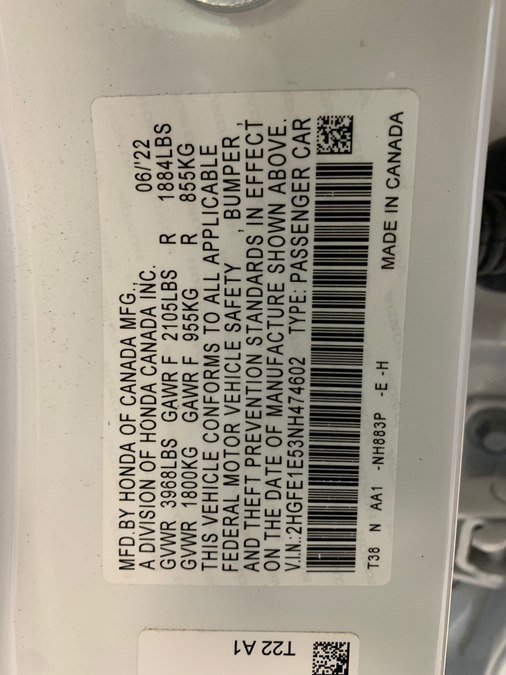 MFD.BY HONDA OF CANADA MFG., 06/'22
A DIVISION OF HONDA CANADA INC.
GVWR 3968LBS GAWR F 2105LBS R 1884LBS
GVWR 1800KG GAWR F 955KG R 855KG
THIS VEHICLE CONFORMS TO ALL APPLICABLE
FEDERAL MOTOR VEHICLE SAFETY , BUMPER ,
AND THEFT PREVENTION STANDARDS IN EFFECT
ON THE DATE OF MANUFACTURE SHOWN ABOVE.
V.I.N.:2HGFE1E53NH474602 TYPE: PASSENGER CAR
T38 N AA1 -NH883P -E -H MADE IN CANADA
T22 A1